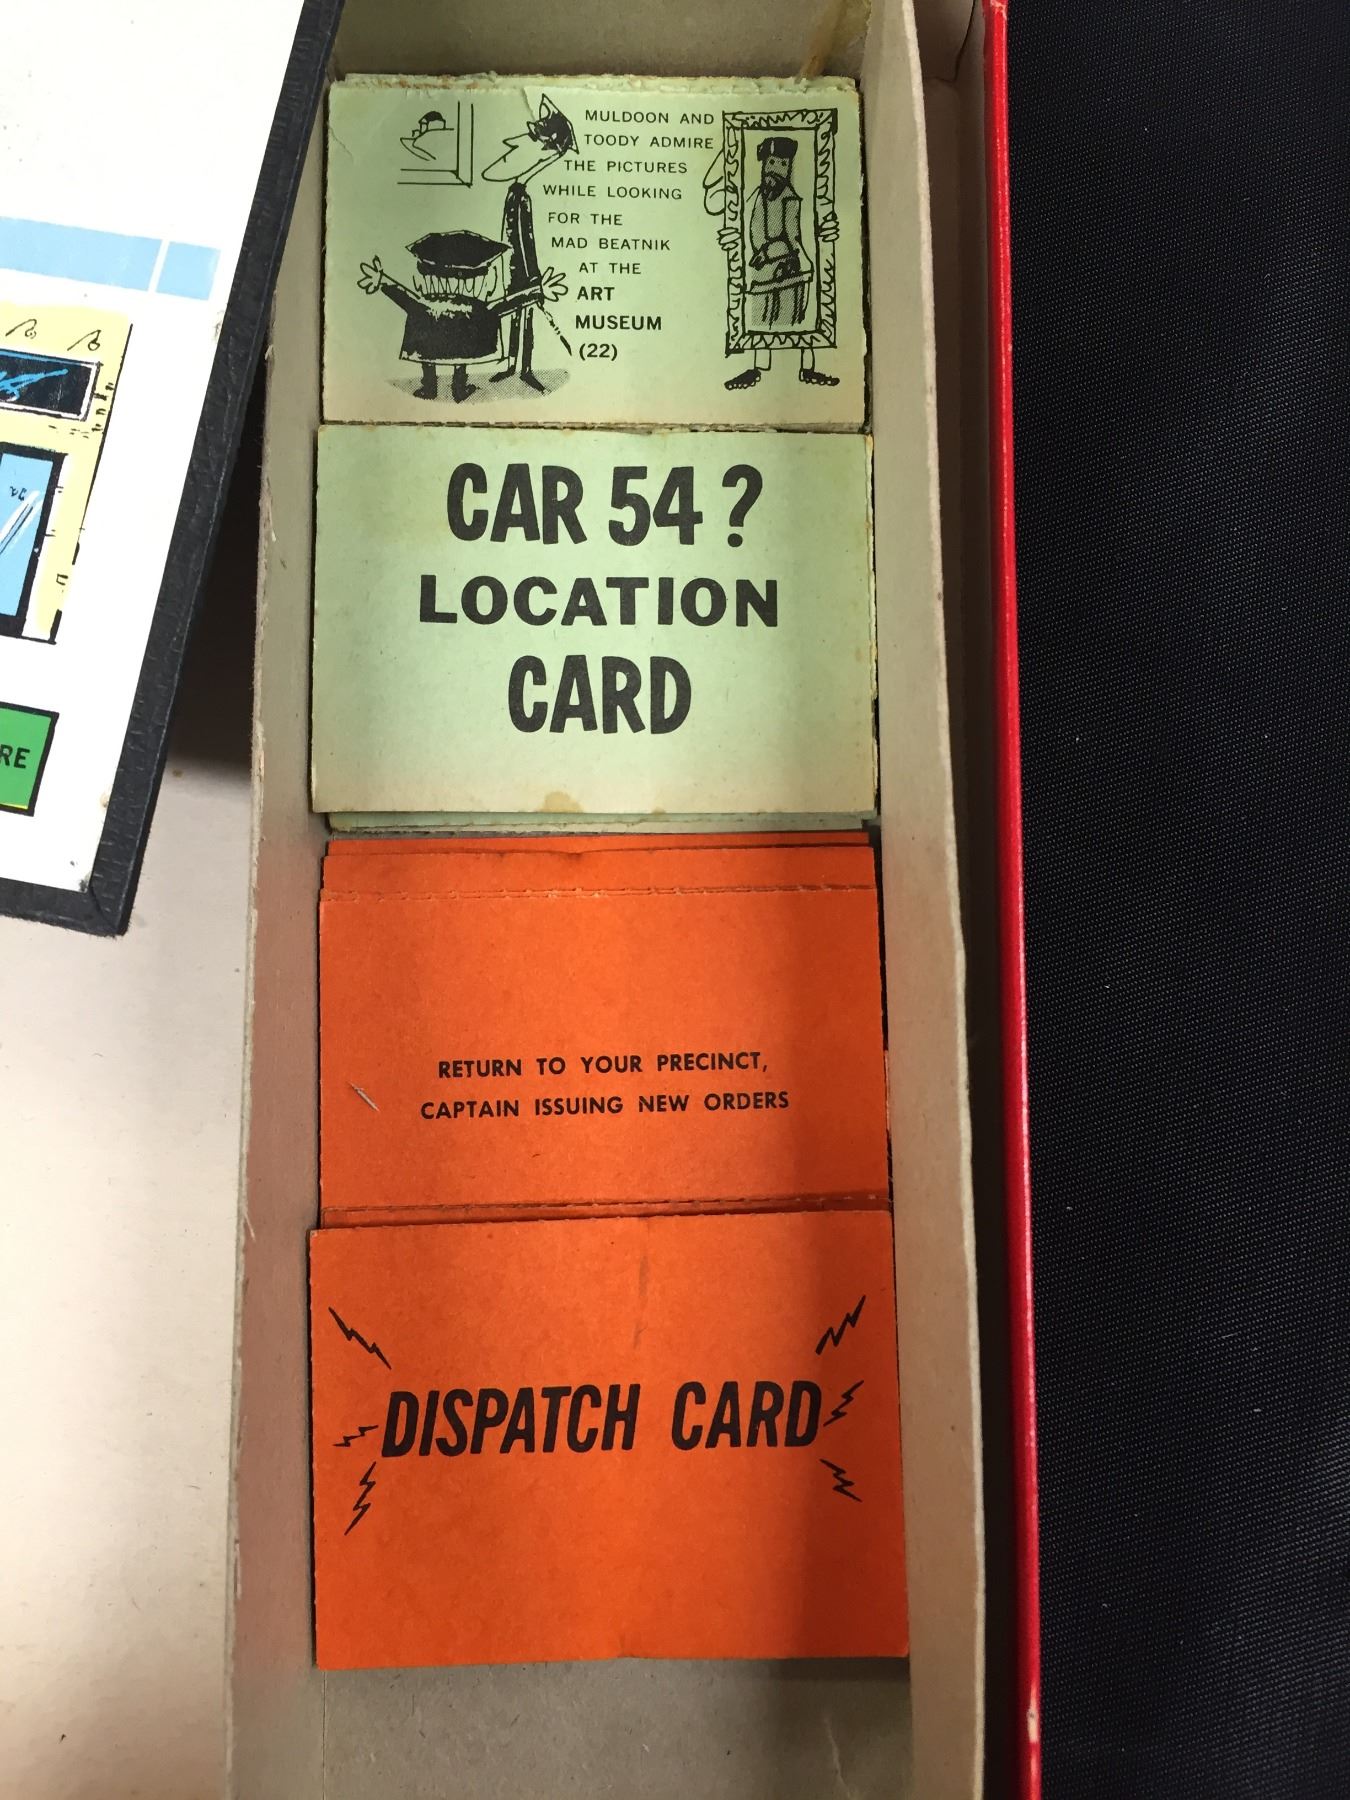 MULDOON AND
TOODY ADMIRE
THE PICTURES
WHILE LOOKING
FOR THE
MAD BEATNIK
AT THE
ART
MUSEUM
(22)
CAR 54?
LOCATION
CARD
RE
RETURN TO YOUR PRECINCT,
CAPTAIN ISSUING NEW ORDERS
DISPATCH CARD